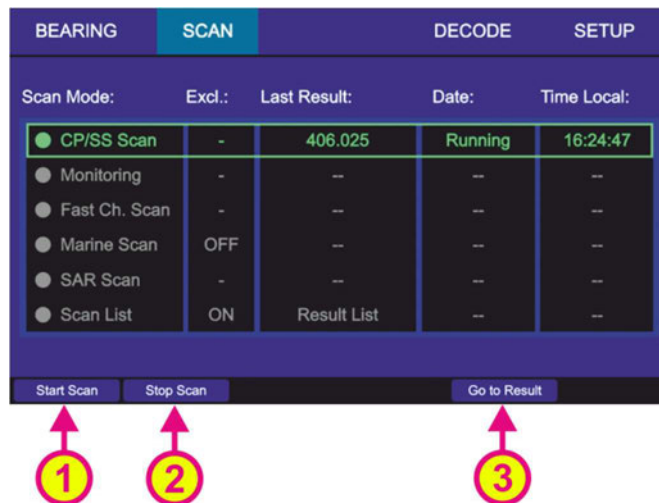 BEARING SCAN DECODE SETUP
Scan Mode: Excl.: Last Result: Date: Time Local:
CP/SS Scan - 406.025 Running 16:24:47
Monitoring - -- -- --
Fast Ch. Scan - -- -- --
Marine Scan OFF -- -- --
SAR Scan - -- -- --
Scan List ON Result List -- --
Start Scan Stop Scan Go to Result
1 2 3